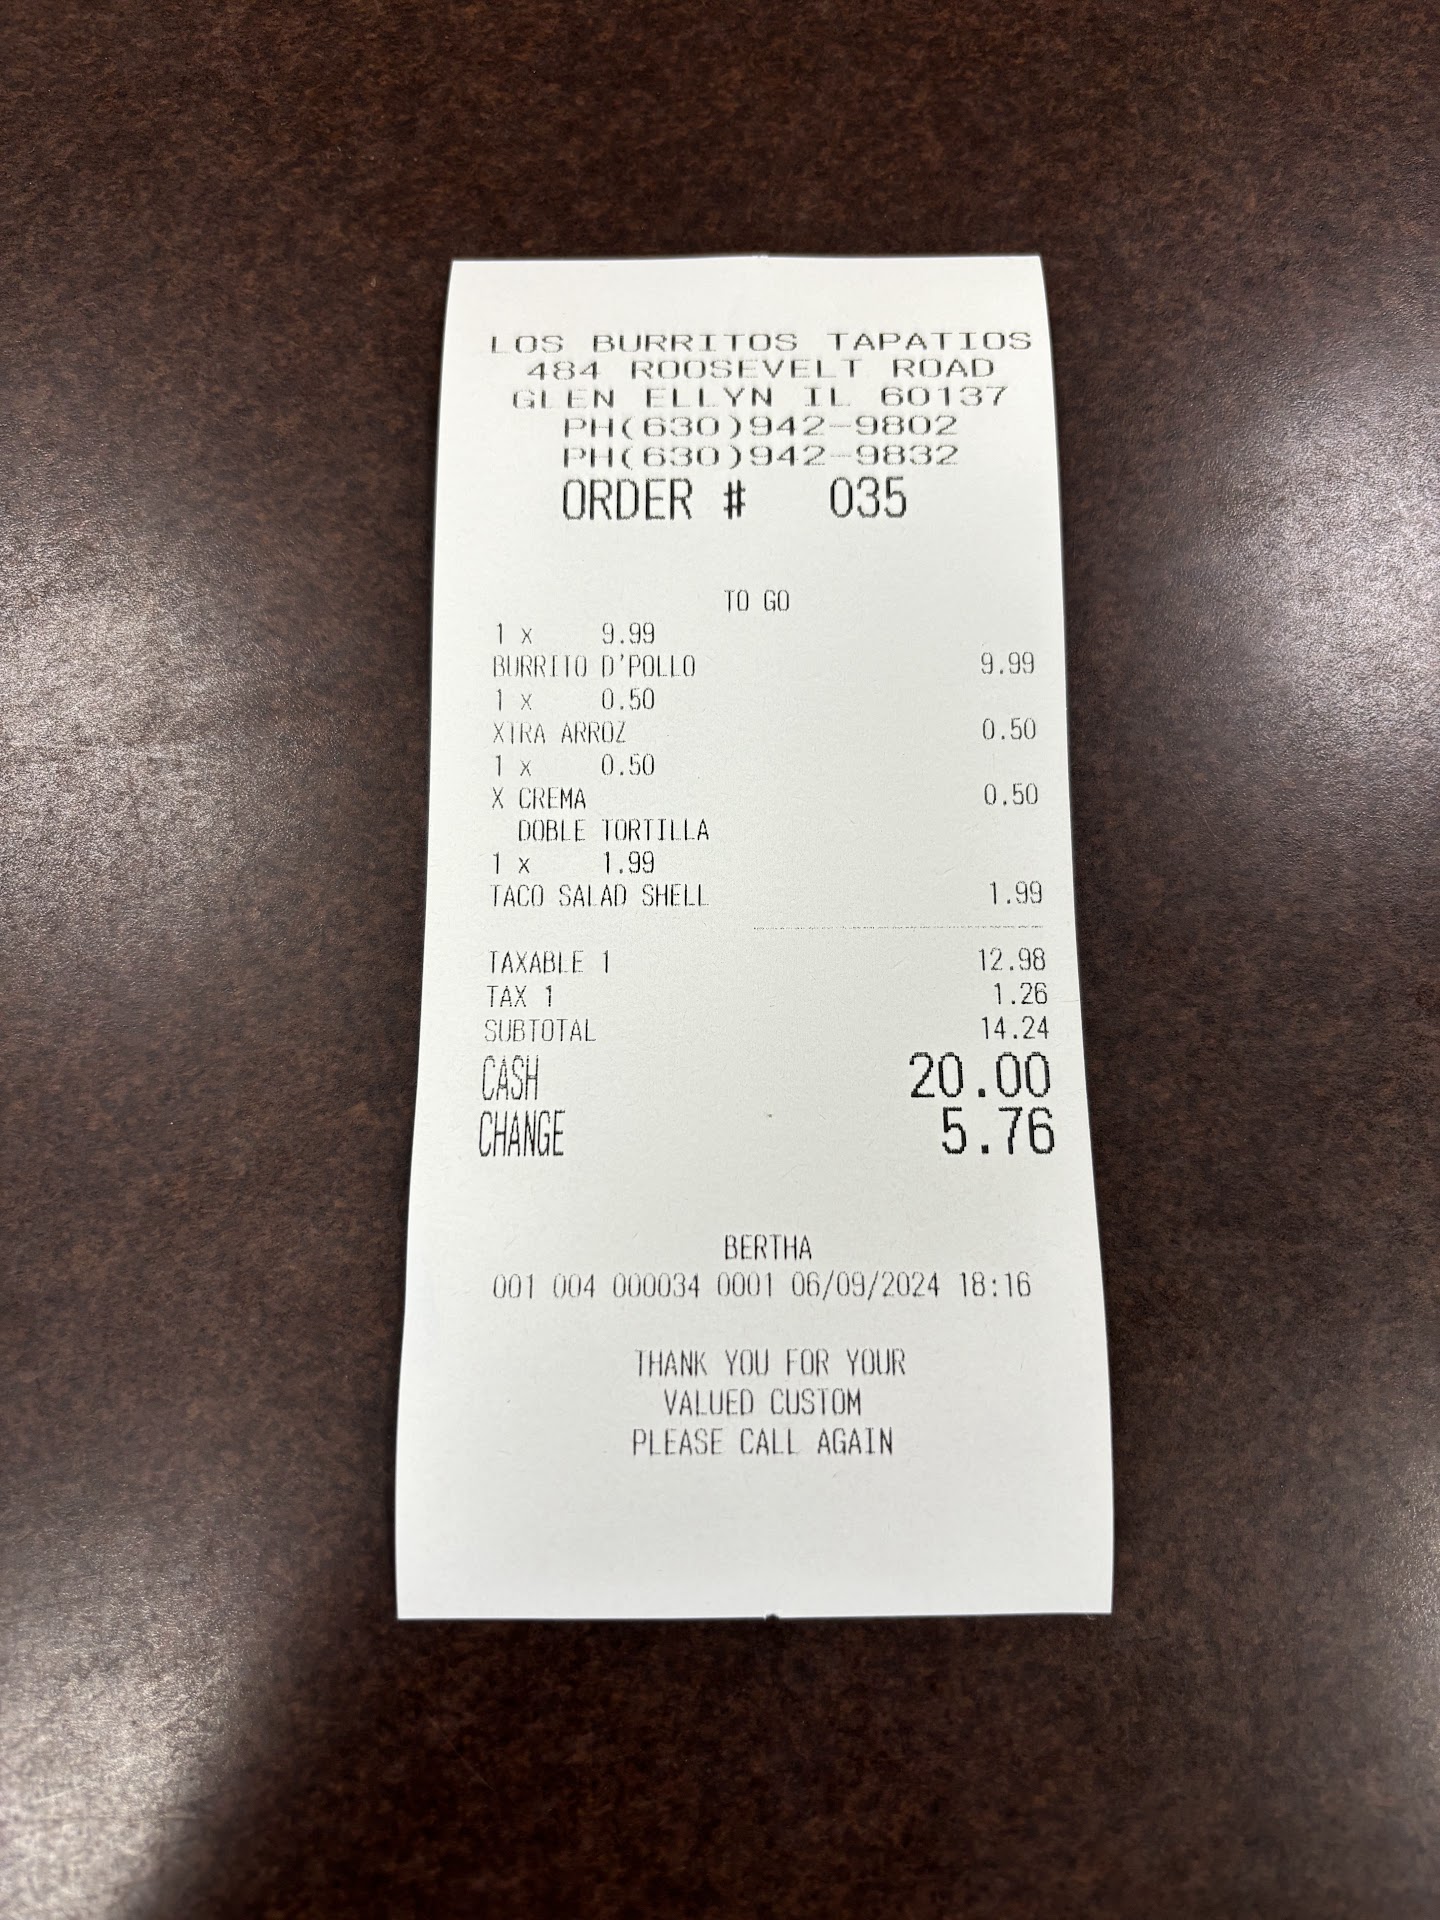 LOS BURRITOS TAPATIOS
484 ROOSEVELT ROAD
GLEN ELLYN IL 60137
PH(630)942-9802
PH(630)942-9832
ORDER # 035
TO GO
1 x 9.99
BURRITO D'POLLO 9.99
1 x 0.50
XTRA ARROZ 0.50
1 x 0.50
X CREMA 0.50
DOBLE TORTILLA
1 x 1.99
TACO SALAD SHELL 1.99
TAXABLE 1 12.98
TAX 1 1.26
SUBTOTAL 14.24
CASH 20.00
CHANGE 5.76
BERTHA
001 004 000034 0001 06/09/2024 18:16
THANK YOU FOR YOUR
VALUED CUSTOM
PLEASE CALL AGAIN